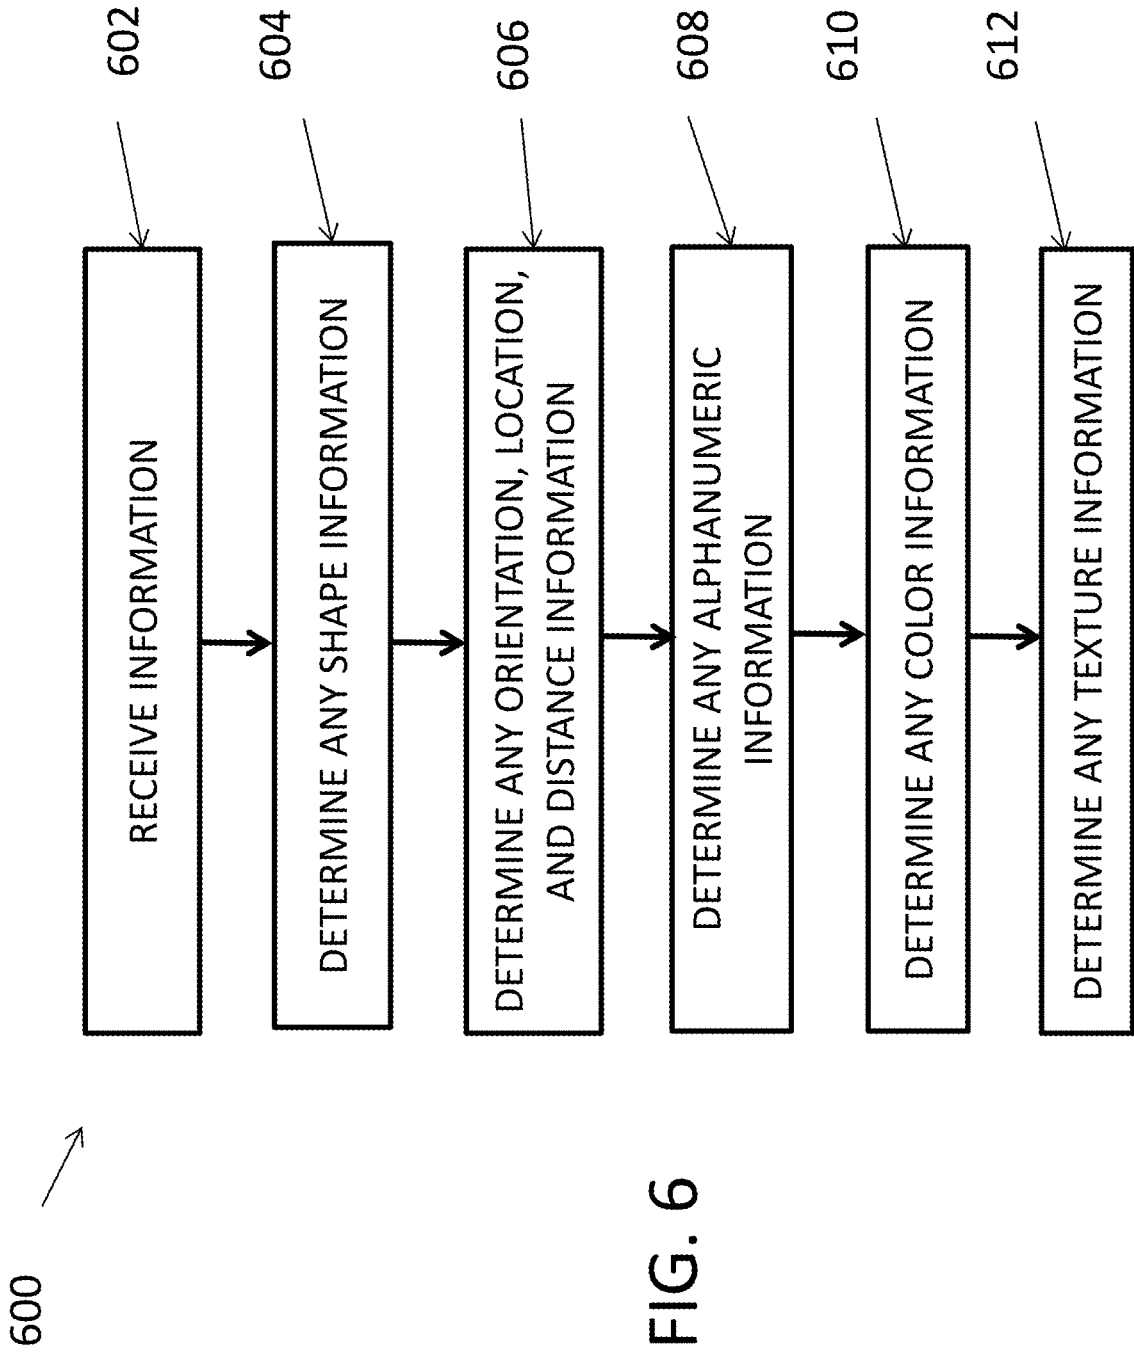 600
RECEIVE INFORMATION
602
DETERMINE ANY SHAPE INFORMATION
604
DETERMINE ANY ORIENTATION, LOCATION,
AND DISTANCE INFORMATION
606
DETERMINE ANY ALPHANUMERIC
INFORMATION
608
DETERMINE ANY COLOR INFORMATION
610
DETERMINE ANY TEXTURE INFORMATION
612
FIG. 6